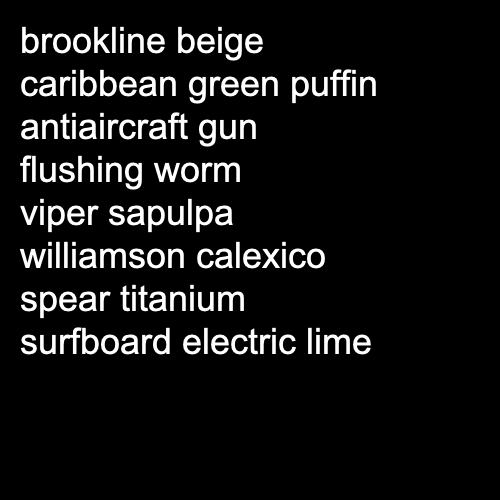 brookline beige
caribbean green puffin
antiaircraft gun
flushing worm
viper sapulpa
williamson calexico
spear titanium
surfboard electric lime